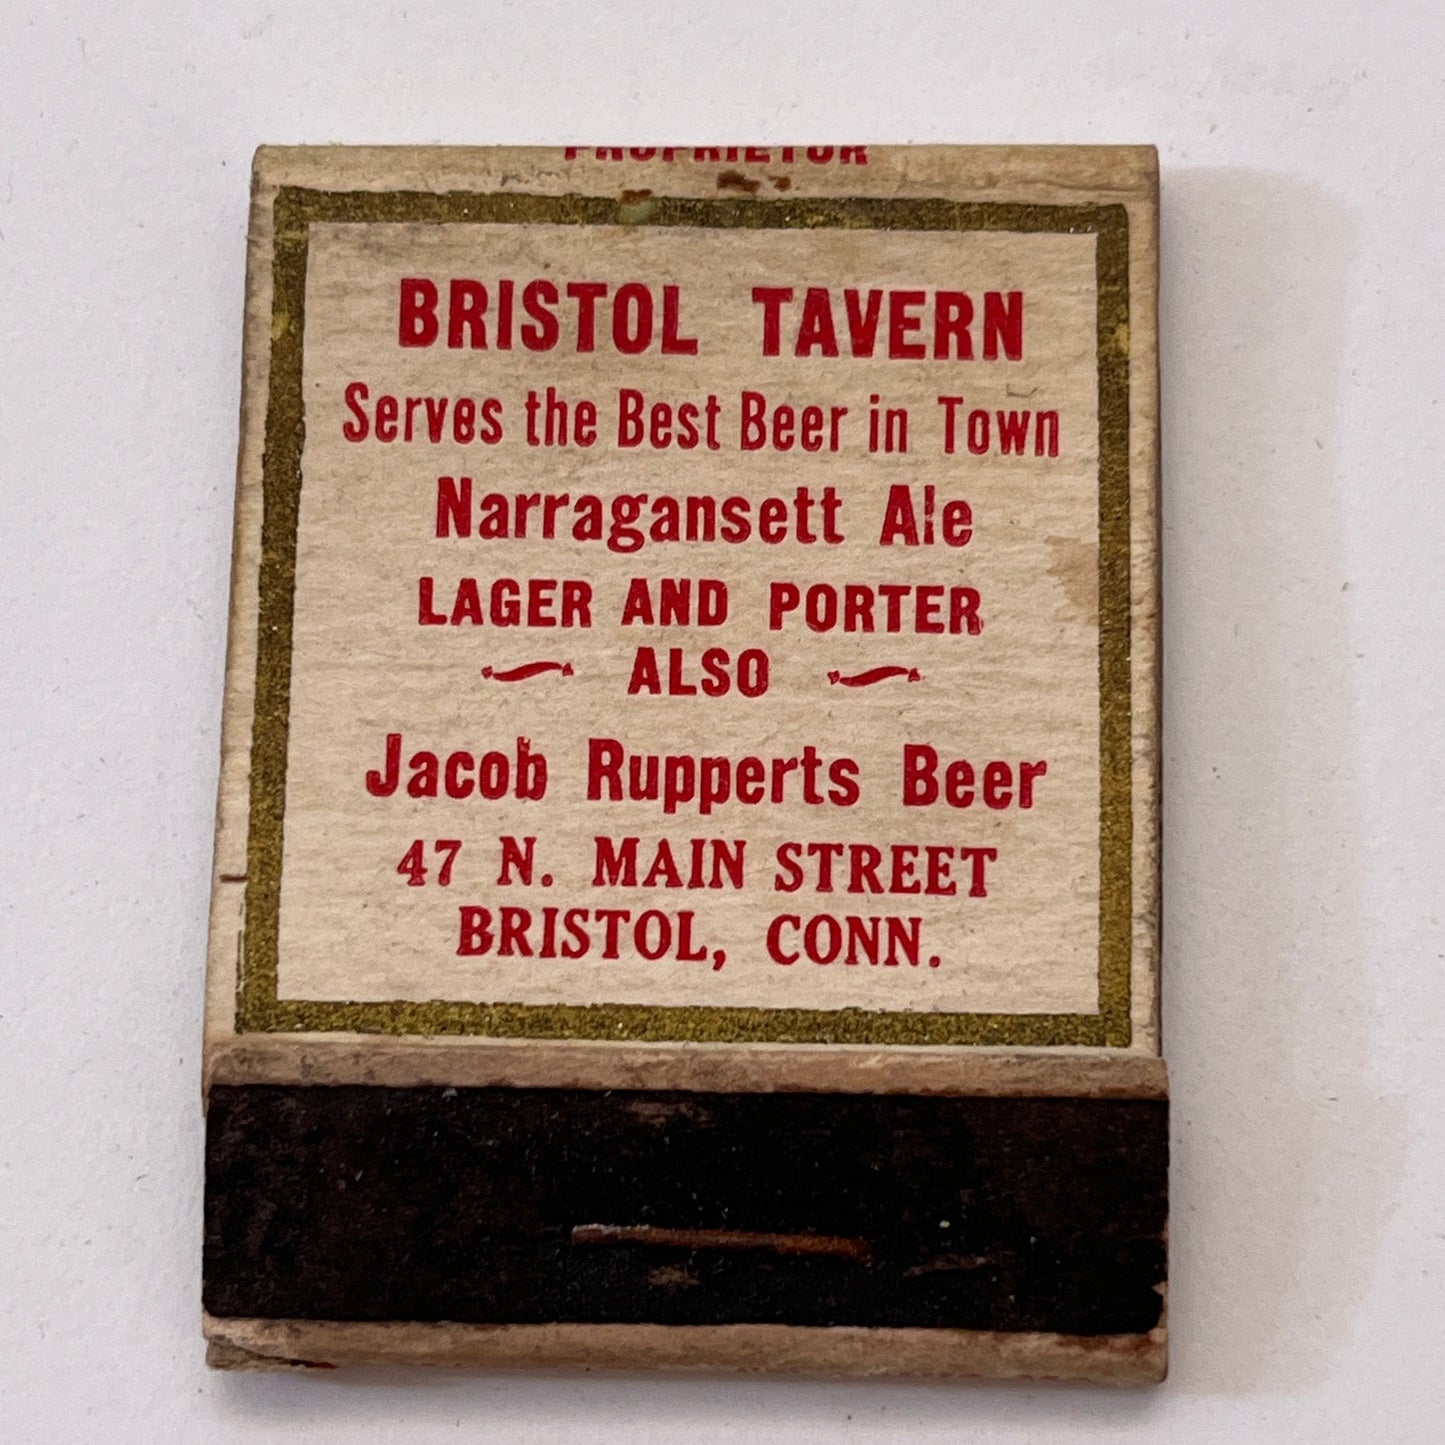 PROPRIETOR
BRISTOL TAVERN
Serves the Best Beer in Town
Narragansett Ale
LAGER AND PORTER
ALSO
Jacob Rupperts Beer
47 N. MAIN STREET
BRISTOL, CONN.